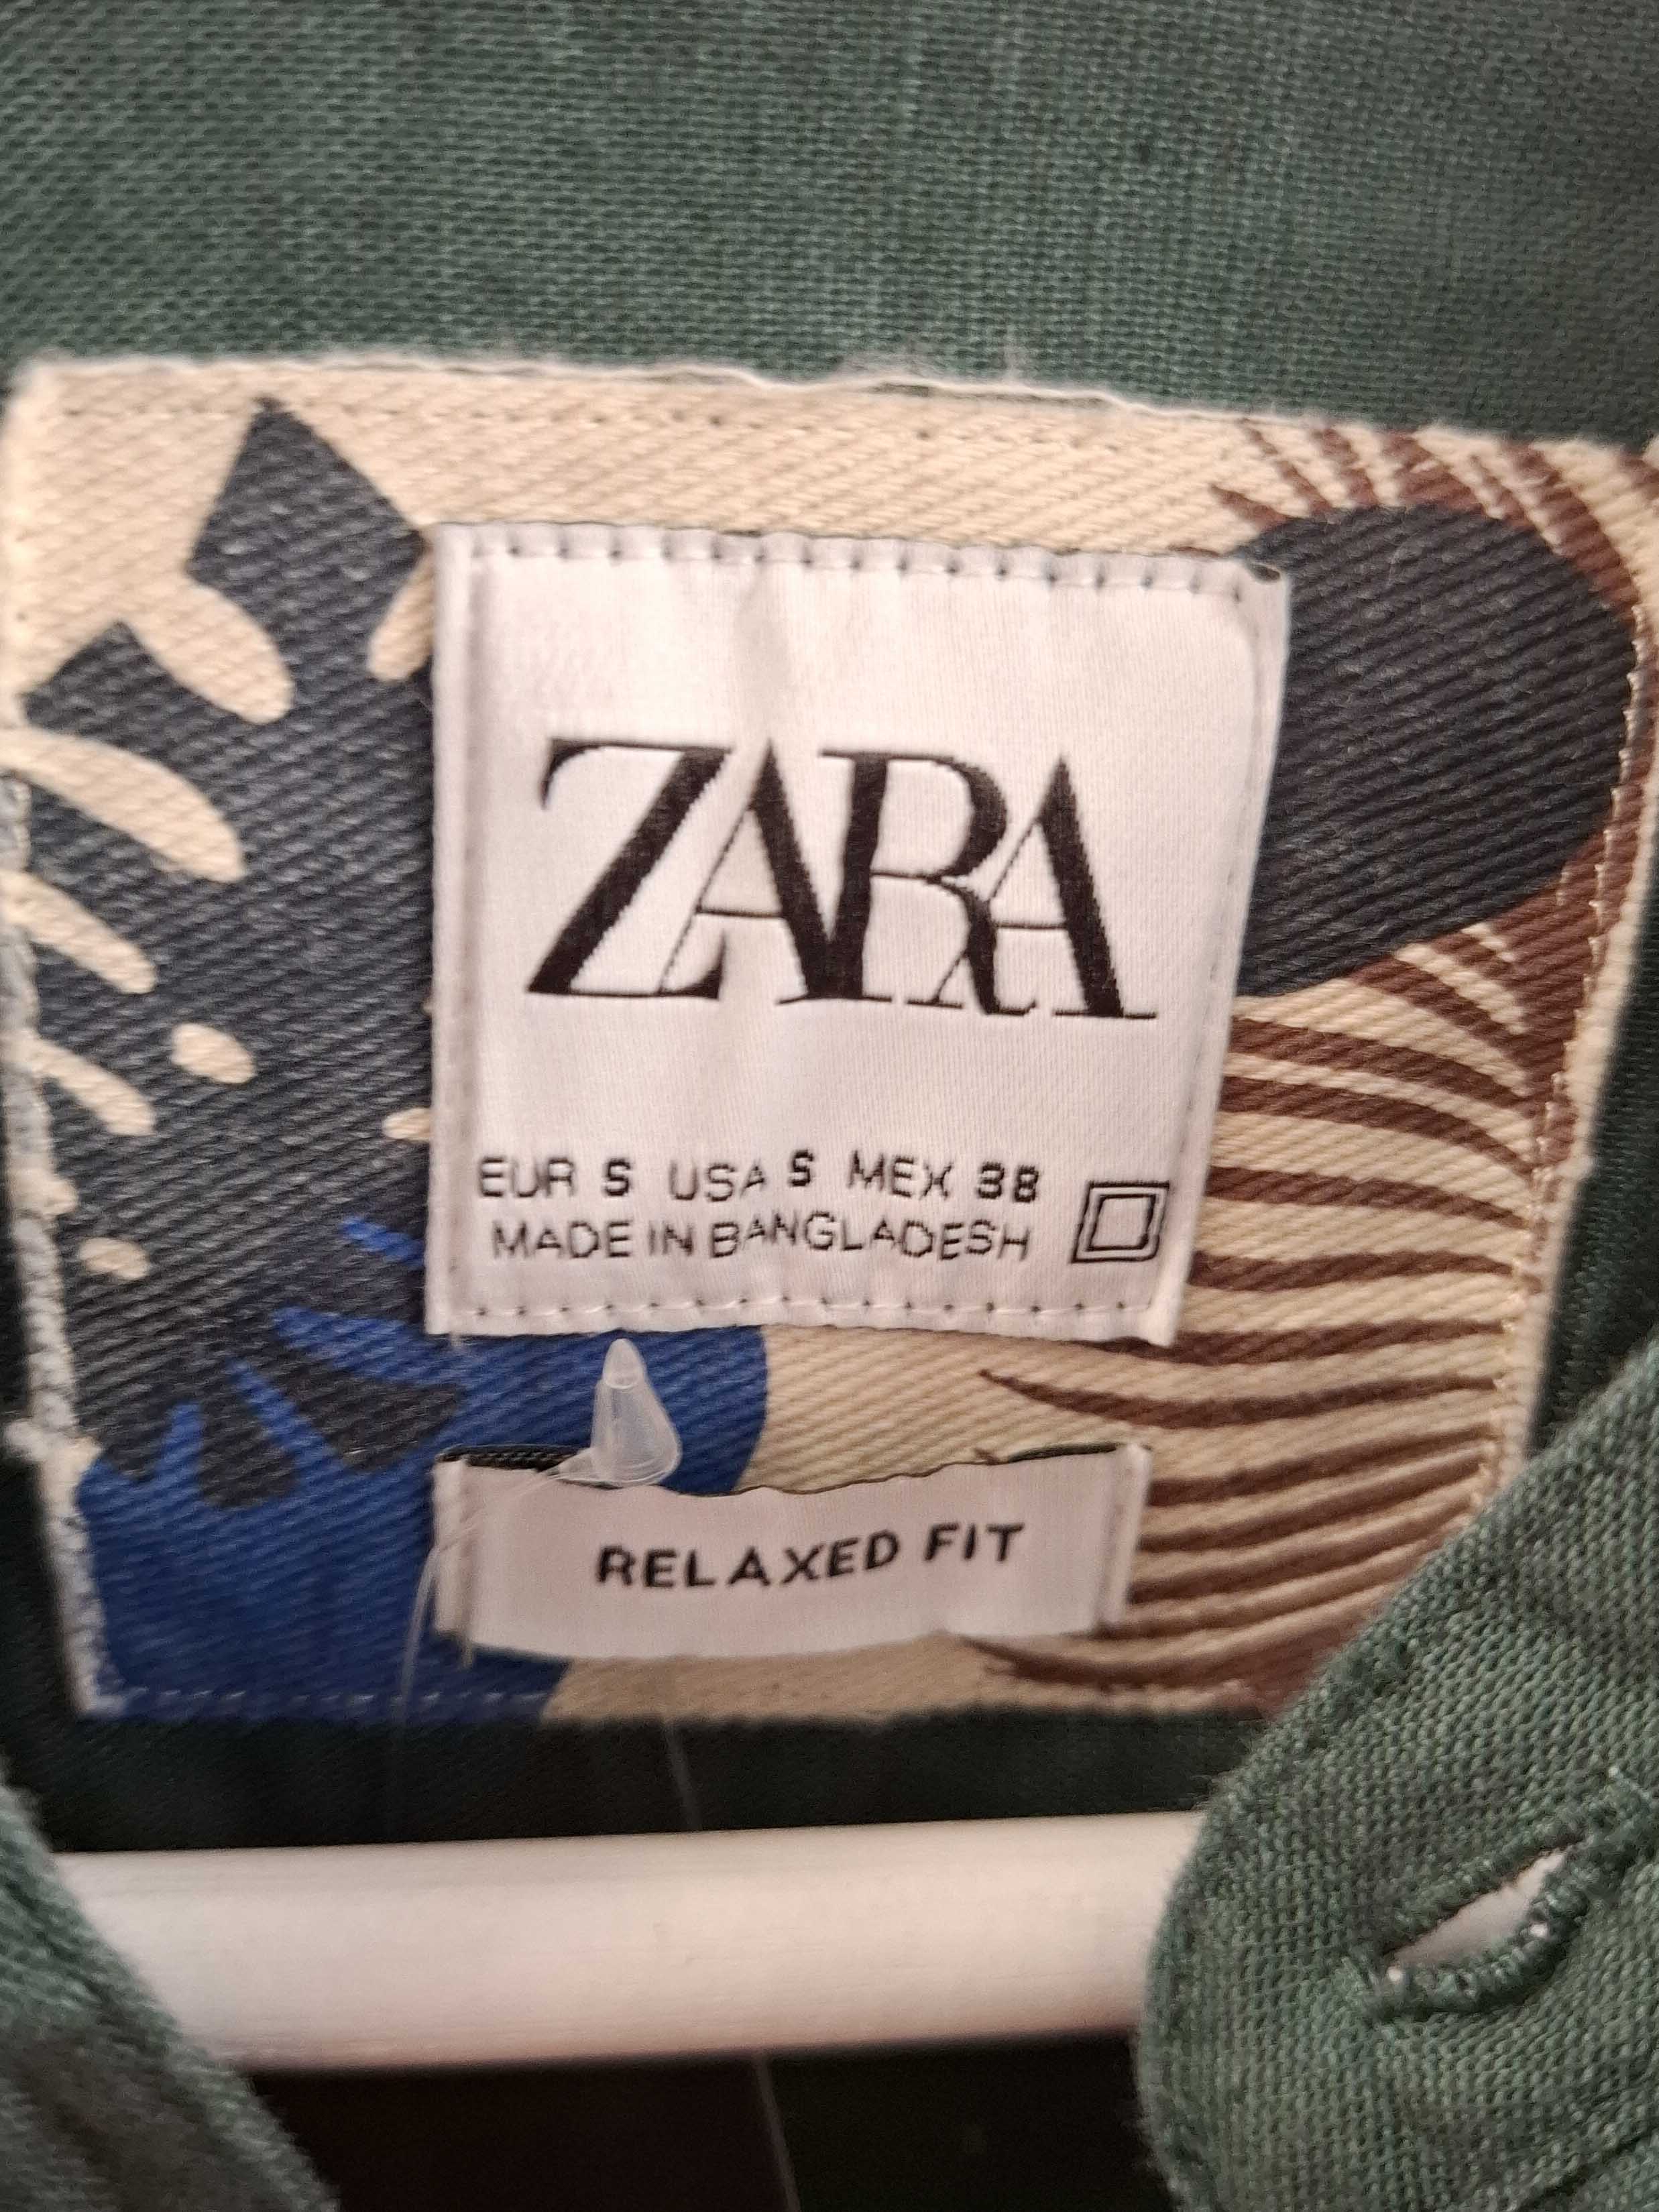 ZARA
EUR S USA S MEX 38
MADE IN BANGLADESH
RELAXED FIT